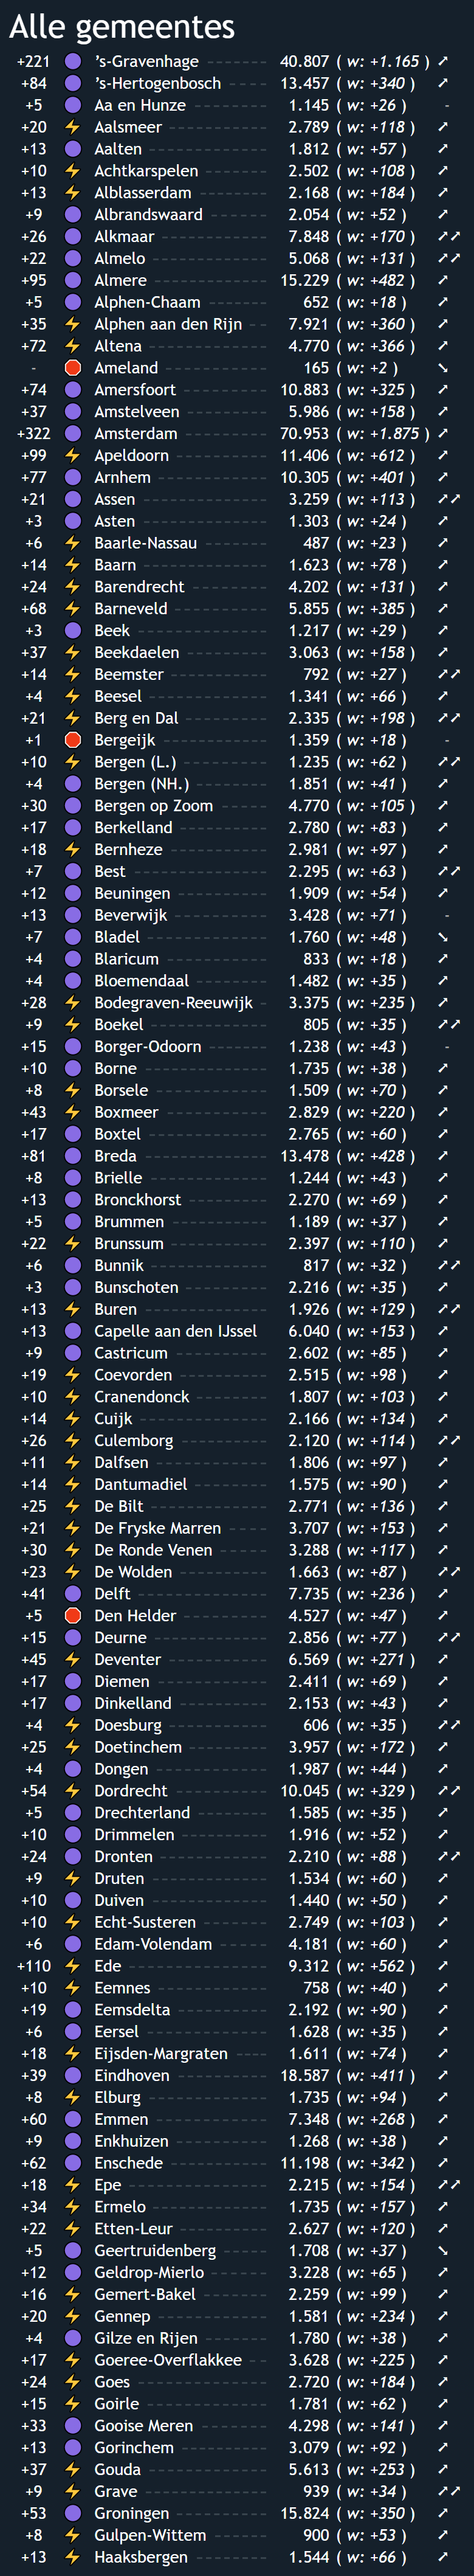 Alle gemeentes
+221 's-Gravenhage 40.807 ( w: +1.165 )
+84 's-Hertogenbosch 13.457 ( w: +340 )
+5 Aa en Hunze 1.145 ( w: +26 ) -
+20 Aalsmeer 2.789 ( w: +118 )
+13 Aalten 1.812 ( w: +57 )
+10 Achtkarspelen 2.502 ( w: +108 )
+13 Alblasserdam 2.168 ( w: +184 )
+9 Albrandswaard 2.054 ( w: +52 )
+26 Alkmaar 7.848 ( w: +170 )
+22 Almelo 5.068 ( w: +131 )
+95 Almere 15.229 ( w: +482 )
+5 Alphen-Chaam 652 ( w: +18 )
+35 Alphen aan den Rijn 7.921 ( w: +360 )
+72 Altena 4.770 ( w: +366 )
- Ameland 165 ( w: +2 )
+74 Amersfoort 10.883 ( w: +325 )
+37 Amstelveen 5.986 ( w: +158 )
+322 Amsterdam 70.953 ( w: +1.875 )
+99 Apeldoorn 11.406 ( w: +612 )
+77 Arnhem 10.305 ( w: +401 )
+21 Assen 3.259 ( w: +113 )
+3 Asten 1.303 ( w: +24 )
+6 Baarle-Nassau 487 ( w: +23 )
+14 Baarn 1.623 ( w: +78 )
+24 Barendrecht 4.202 ( w: +131 )
+68 Barneveld 5.855 ( w: +385 )
+3 Beek 1.217 ( w: +29 )
+37 Beekdaelen 3.063 ( w: +158 )
+14 Beemster 792 ( w: +27 )
+4 Beesel 1.341 ( w: +66 )
+21 Berg en Dal 2.335 ( w: +198 )
+1 Bergeijk 1.359 ( w: +18 ) -
+10 Bergen (L.) 1.235 ( w: +62 )
+4 Bergen (NH.) 1.851 ( w: +41 )
+30 Bergen op Zoom 4.770 ( w: +105 )
+17 Berkelland 2.780 ( w: +83 )
+18 Bernheze 2.981 ( w: +97 )
+7 Best 2.295 ( w: +63 )
+12 Beuningen 1.909 ( w: +54 )
+13 Beverwijk 3.428 ( w: +71 ) -
+7 Bladel 1.760 ( w: +48 )
+4 Blaricum 833 ( w: +18 )
+4 Bloemendaal 1.482 ( w: +35 )
+28 Bodegraven-Reeuwijk 3.375 ( w: +235 )
+9 Boekel 805 ( w: +35 )
+15 Borger-Odoorn 1.238 ( w: +43 ) -
+10 Borne 1.735 ( w: +38 )
+8 Borsele 1.509 ( w: +70 )
+43 Boxmeer 2.829 ( w: +220 )
+17 Boxtel 2.765 ( w: +60 )
+81 Breda 13.478 ( w: +428 )
+8 Brielle 1.244 ( w: +43 )
+13 Bronckhorst 2.270 ( w: +69 )
+5 Brummen 1.189 ( w: +37 )
+22 Brunssum 2.397 ( w: +110 )
+6 Bunnik 817 ( w: +32 )
+3 Bunschoten 2.216 ( w: +35 )
+13 Buren 1.926 ( w: +129 )
+13 Capelle aan den IJssel 6.040 ( w: +153 )
+9 Castricum 2.602 ( w: +85 )
+19 Coevorden 2.515 ( w: +98 )
+10 Cranendonck 1.807 ( w: +103 )
+14 Cuijk 2.166 ( w: +134 )
+26 Culemborg 2.120 ( w: +114 )
+11 Dalfsen 1.806 ( w: +97 )
+14 Dantumadiel 1.575 ( w: +90 )
+25 De Bilt 2.771 ( w: +136 )
+21 De Fryske Marren 3.707 ( w: +153 )
+30 De Ronde Venen 3.288 ( w: +117 )
+23 De Wolden 1.663 ( w: +87 )
+41 Delft 7.735 ( w: +236 )
+5 Den Helder 4.527 ( w: +47 )
+15 Deurne 2.856 ( w: +77 )
+45 Deventer 6.569 ( w: +271 )
+17 Diemen 2.411 ( w: +69 )
+17 Dinkelland 2.153 ( w: +43 )
+4 Doesburg 606 ( w: +35 )
+25 Doetinchem 3.957 ( w: +172 )
+4 Dongen 1.987 ( w: +44 )
+54 Dordrecht 10.045 ( w: +329 )
+5 Drechterland 1.585 ( w: +35 )
+10 Drimmelen 1.916 ( w: +52 )
+24 Dronten 2.210 ( w: +88 )
+9 Druten 1.534 ( w: +60 )
+10 Duiven 1.440 ( w: +50 )
+10 Echt-Susteren 2.749 ( w: +103 )
+6 Edam-Volendam 4.181 ( w: +60 )
+110 Ede 9.312 ( w: +562 )
+10 Eemnes 758 ( w: +40 )
+19 Eemsdelta 2.192 ( w: +90 )
+6 Eersel 1.628 ( w: +35 )
+18 Eijsden-Margraten 1.611 ( w: +74 )
+39 Eindhoven 18.587 ( w: +411 )
+8 Elburg 1.735 ( w: +94 )
+60 Emmen 7.348 ( w: +268 )
+9 Enkhuizen 1.268 ( w: +38 )
+62 Enschede 11.198 ( w: +342 )
+18 Epe 2.215 ( w: +154 )
+34 Ermelo 1.735 ( w: +157 )
+22 Etten-Leur 2.627 ( w: +120 )
+5 Geertruidenberg 1.708 ( w: +37 )
+12 Geldrop-Mierlo 3.228 ( w: +65 )
+16 Gemert-Bakel 2.259 ( w: +99 )
+20 Gennep 1.581 ( w: +234 )
+4 Gilze en Rijen 1.780 ( w: +38 )
+17 Goeree-Overflakkee 3.628 ( w: +225 )
+24 Goes 2.720 ( w: +184 )
+15 Goirle 1.781 ( w: +62 )
+33 Gooise Meren 4.298 ( w: +141 )
+13 Gorinchem 3.079 ( w: +92 )
+37 Gouda 5.613 ( w: +253 )
+9 Grave 939 ( w: +34 )
+53 Groningen 15.824 ( w: +350 )
+8 Gulpen-Wittem 900 ( w: +53 )
+13 Haaksbergen 1.544 ( w: +66 )